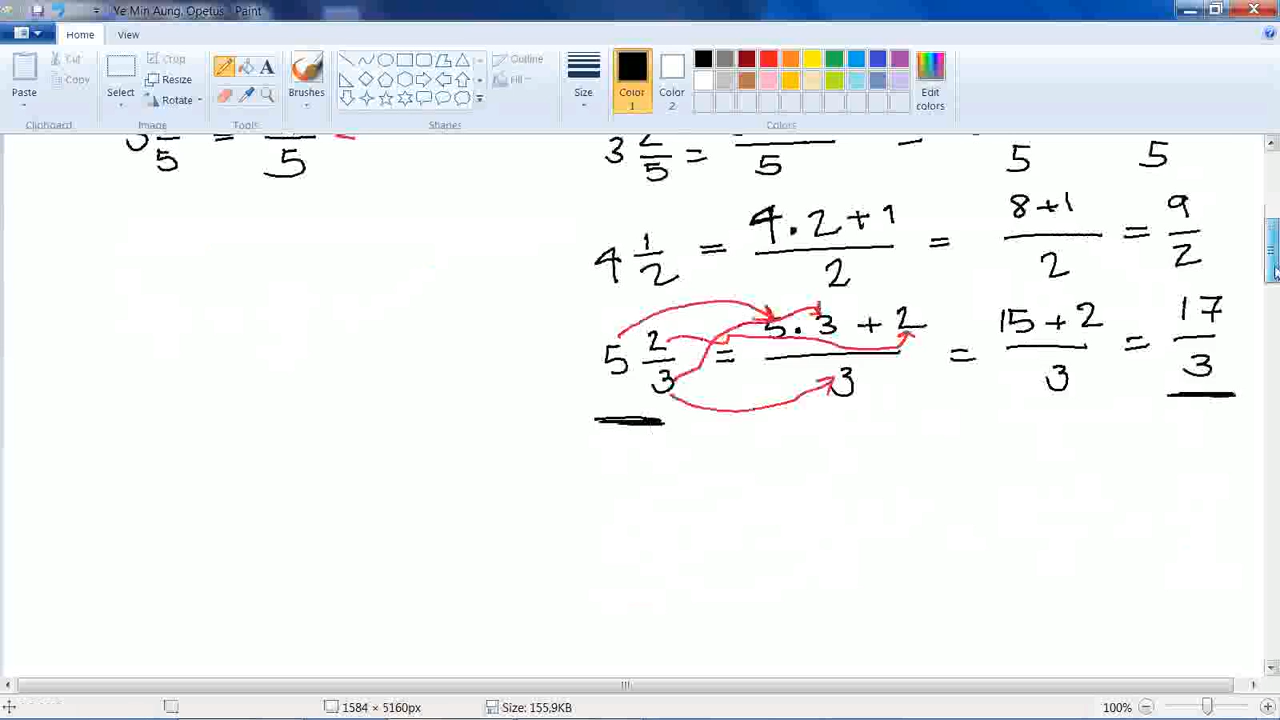 Ye Min Aung, Opetus - Paint
Home View
Paste
Cut
Copy
Clipboard
Select
Crop
Resize
Rotate
Image
Tools
Brushes
Outline
Fill
Shapes
Size
Color 1
Color 2
Edit colors
Colors
5 = 5
3 2/5 = 5 = 5 5
4 1/2 = 4.2+1/2 = 8+1/2 = 9/2
5 2/3 = 5.3 + 2/3 = 15+2/3 = 17/3
1584 × 5160px
Size: 155,9KB
100%